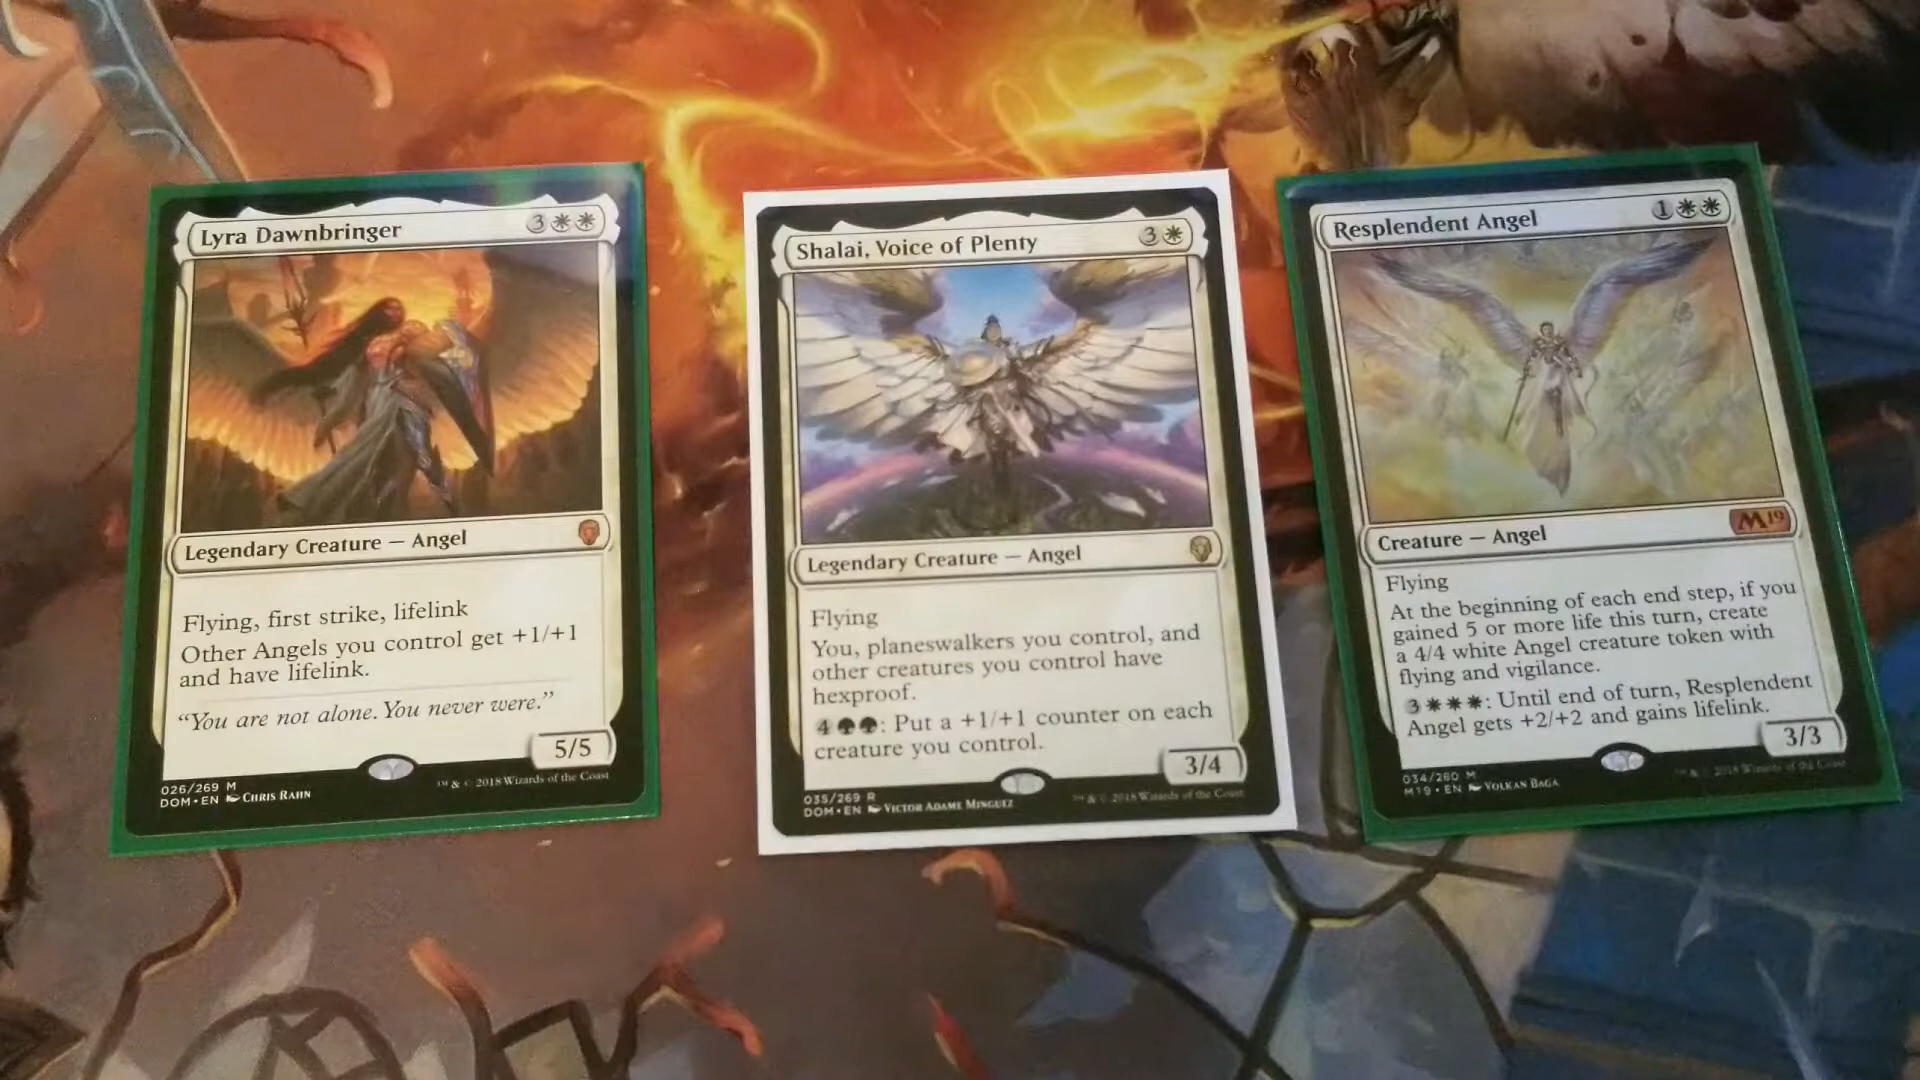 Lyra Dawnbringer
3
Legendary Creature — Angel
Flying, first strike, lifelink
Other Angels you control get +1/+1
and have lifelink.
“You are not alone. You never were.”
5/5
026/269 M
DOM • EN Chris Rahn
™ & © 2018 Wizards of the Coast
Shalai, Voice of Plenty
3
Legendary Creature — Angel
Flying
You, planeswalkers you control, and
other creatures you control have
hexproof.
4: Put a +1/+1 counter on each
creature you control.
3/4
035/269 R
DOM • EN Victor Adame Minguez
™ & © 2018 Wizards of the Coast
Resplendent Angel
1
Creature — Angel
M19
Flying
At the beginning of each end step, if you
gained 5 or more life this turn, create
a 4/4 white Angel creature token with
flying and vigilance.
3: Until end of turn, Resplendent
Angel gets +2/+2 and gains lifelink.
3/3
034/280 M
M19 • EN Volkan Baga
™ & © 2018 Wizards of the Coast